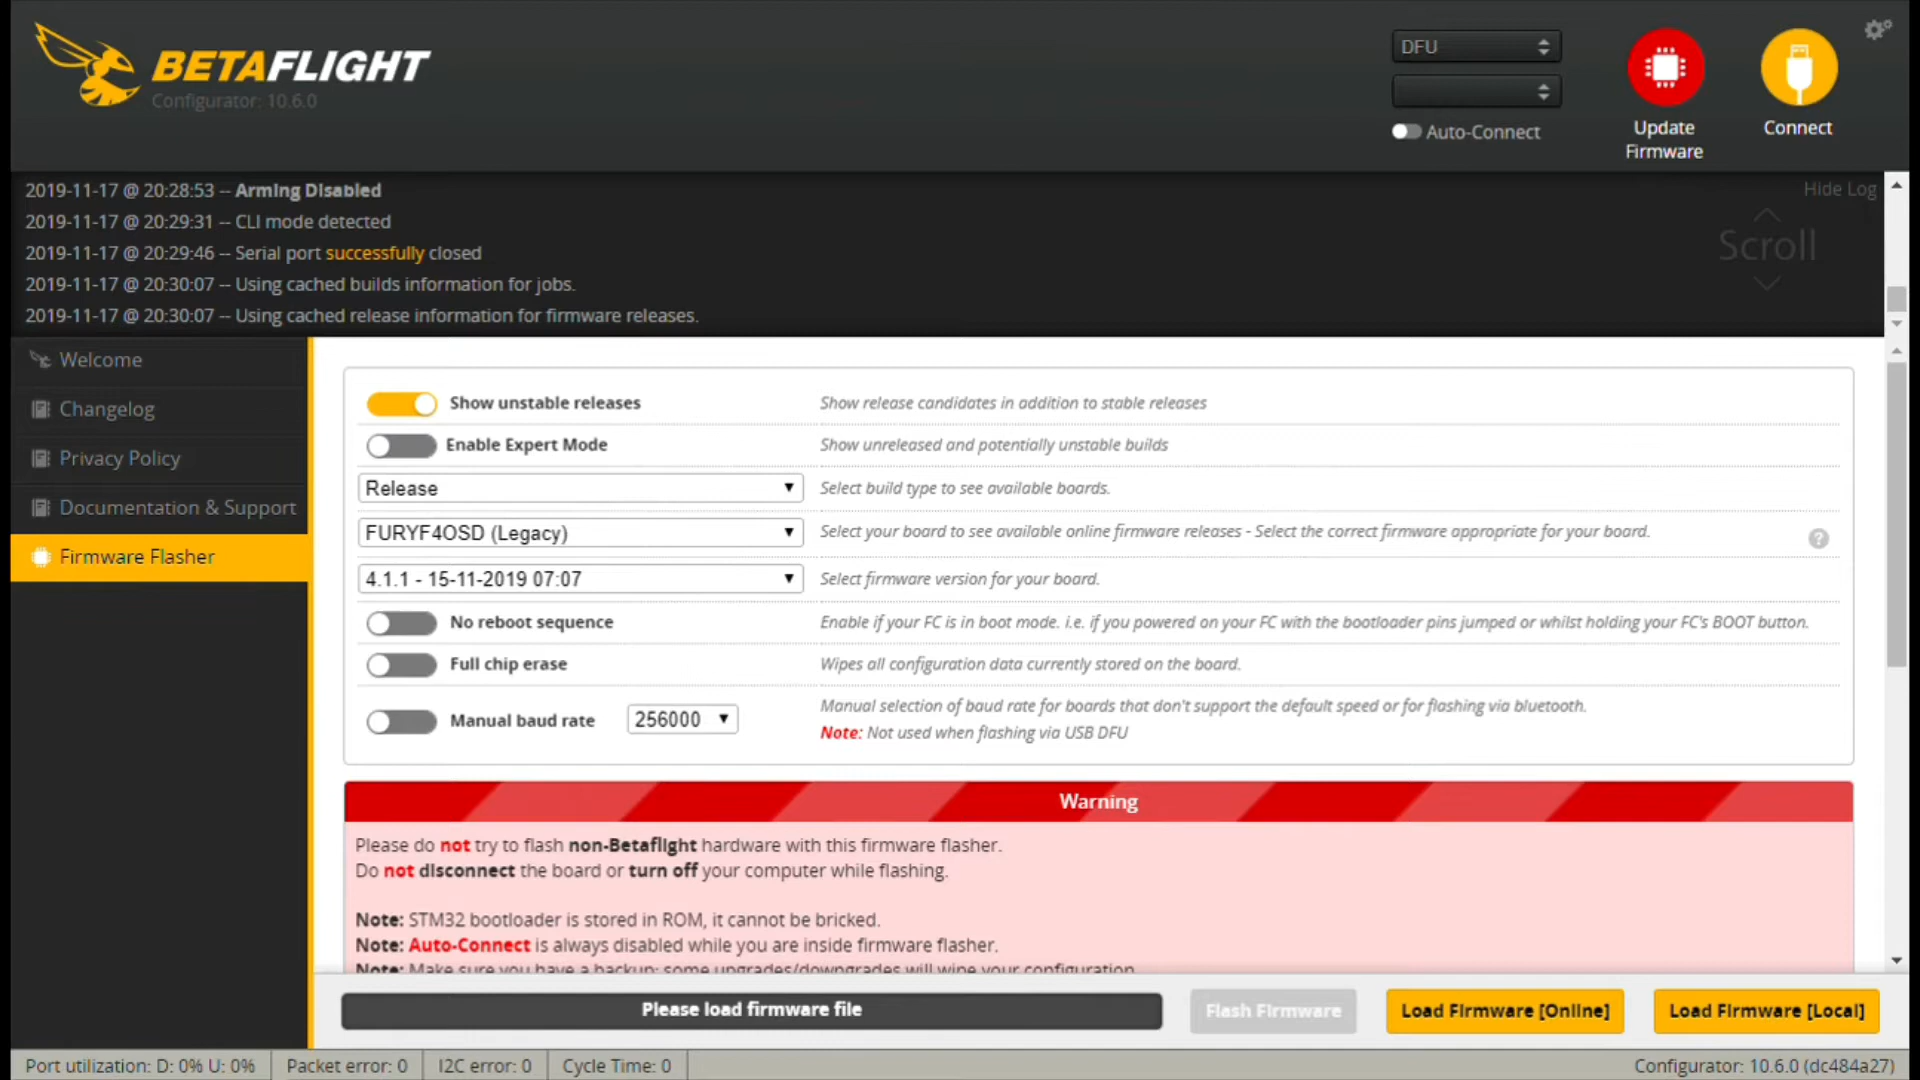 BETAFLIGHT
Configurator: 10.6.0
DFU
Auto-Connect
Update
Firmware
Connect
2019-11-17 @ 20:28:53 -- Arming Disabled
2019-11-17 @ 20:29:31 -- CLI mode detected
2019-11-17 @ 20:29:46 -- Serial port successfully closed
2019-11-17 @ 20:30:07 -- Using cached builds information for jobs.
2019-11-17 @ 20:30:07 -- Using cached release information for firmware releases.
Hide Log
Scroll
Welcome
Changelog
Privacy Policy
Documentation & Support
Firmware Flasher
Show unstable releases
Show release candidates in addition to stable releases
Enable Expert Mode
Show unreleased and potentially unstable builds
Release
Select build type to see available boards.
FURYF4OSD (Legacy)
Select your board to see available online firmware releases - Select the correct firmware appropriate for your board.
?
4.1.1 - 15-11-2019 07:07
Select firmware version for your board.
No reboot sequence
Enable if your FC is in boot mode. i.e. if you powered on your FC with the bootloader pins jumped or whilst holding your FC's BOOT button.
Full chip erase
Wipes all configuration data currently stored on the board.
Manual baud rate
256000
Manual selection of baud rate for boards that don't support the default speed or for flashing via bluetooth.
Note: Not used when flashing via USB DFU
Warning
Please do not try to flash non-Betaflight hardware with this firmware flasher.
Do not disconnect the board or turn off your computer while flashing.
Note: STM32 bootloader is stored in ROM, it cannot be bricked.
Note: Auto-Connect is always disabled while you are inside firmware flasher.
Note: Make sure you have a backup; some upgrades/downgrades will wipe your configuration.
Please load firmware file
Flash Firmware
Load Firmware [Online]
Load Firmware [Local]
Port utilization: D: 0% U: 0%
Packet error: 0
I2C error: 0
Cycle Time: 0
Configurator: 10.6.0 (dc484a27)